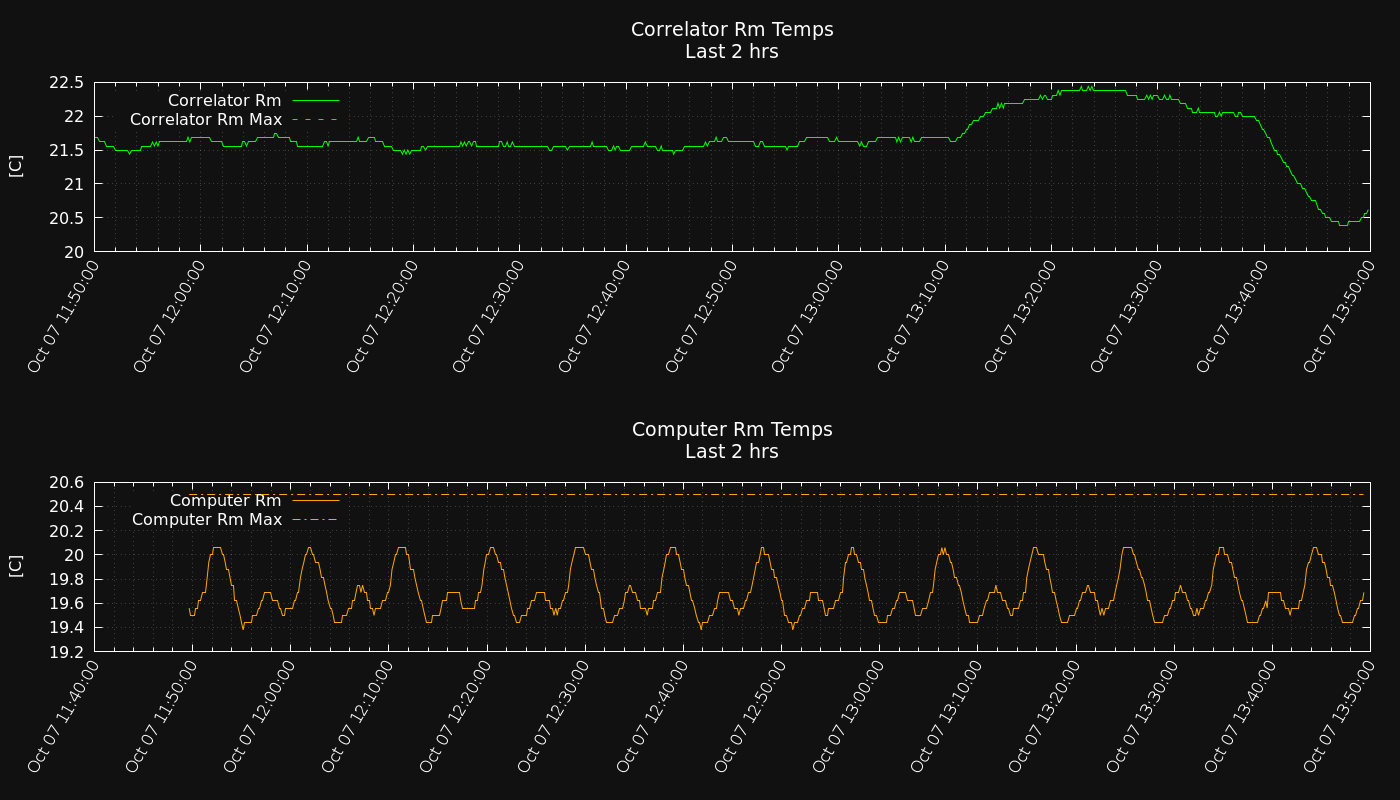 Correlator Rm Temps
Last 2 hrs
22.5
22
21.5
21
20.5
20
[C]
Correlator Rm
Correlator Rm Max
Oct 07 11:50:00
Oct 07 12:00:00
Oct 07 12:10:00
Oct 07 12:20:00
Oct 07 12:30:00
Oct 07 12:40:00
Oct 07 12:50:00
Oct 07 13:00:00
Oct 07 13:10:00
Oct 07 13:20:00
Oct 07 13:30:00
Oct 07 13:40:00
Oct 07 13:50:00
Computer Rm Temps
Last 2 hrs
20.6
20.4
20.2
20
19.8
19.6
19.4
19.2
[C]
Computer Rm
Computer Rm Max
Oct 07 11:40:00
Oct 07 11:50:00
Oct 07 12:00:00
Oct 07 12:10:00
Oct 07 12:20:00
Oct 07 12:30:00
Oct 07 12:40:00
Oct 07 12:50:00
Oct 07 13:00:00
Oct 07 13:10:00
Oct 07 13:20:00
Oct 07 13:30:00
Oct 07 13:40:00
Oct 07 13:50:00